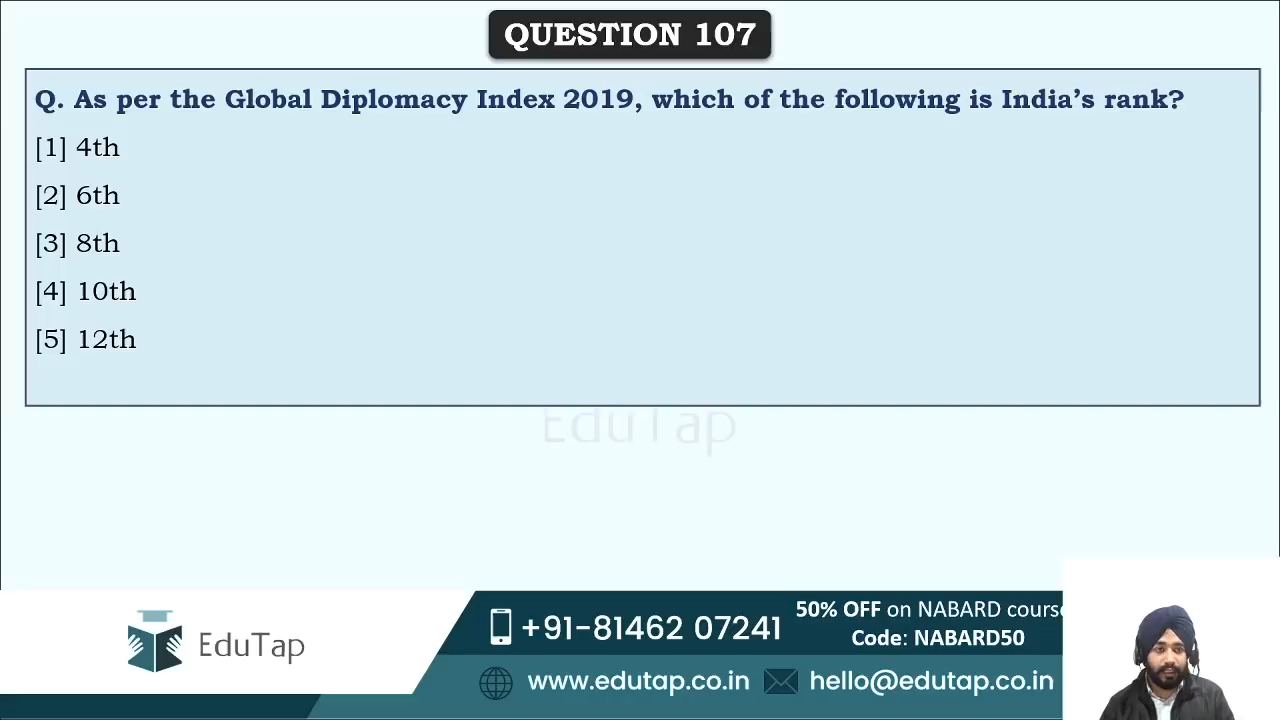 QUESTION 107
Q. As per the Global Diplomacy Index 2019, which of the following is India’s rank?
[1] 4th
[2] 6th
[3] 8th
[4] 10th
[5] 12th
EduTap
EduTap
+91-81462 07241
50% OFF on NABARD course
Code: NABARD50
www.edutap.co.in
hello@edutap.co.in